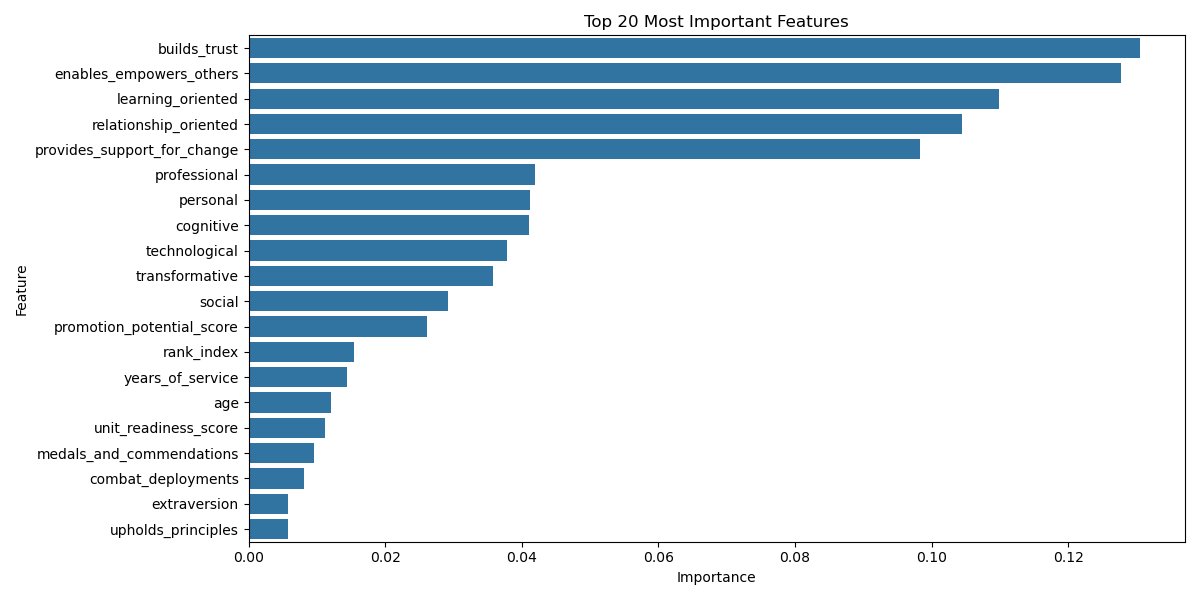 Top 20 Most Important Features
builds_trust
enables_empowers_others
learning_oriented
relationship_oriented
provides_support_for_change
professional
personal
cognitive
technological
transformative
social
promotion_potential_score
rank_index
years_of_service
age
unit_readiness_score
medals_and_commendations
combat_deployments
extraversion
upholds_principles
Feature
0.00 0.02 0.04 0.06 0.08 0.10 0.12
Importance